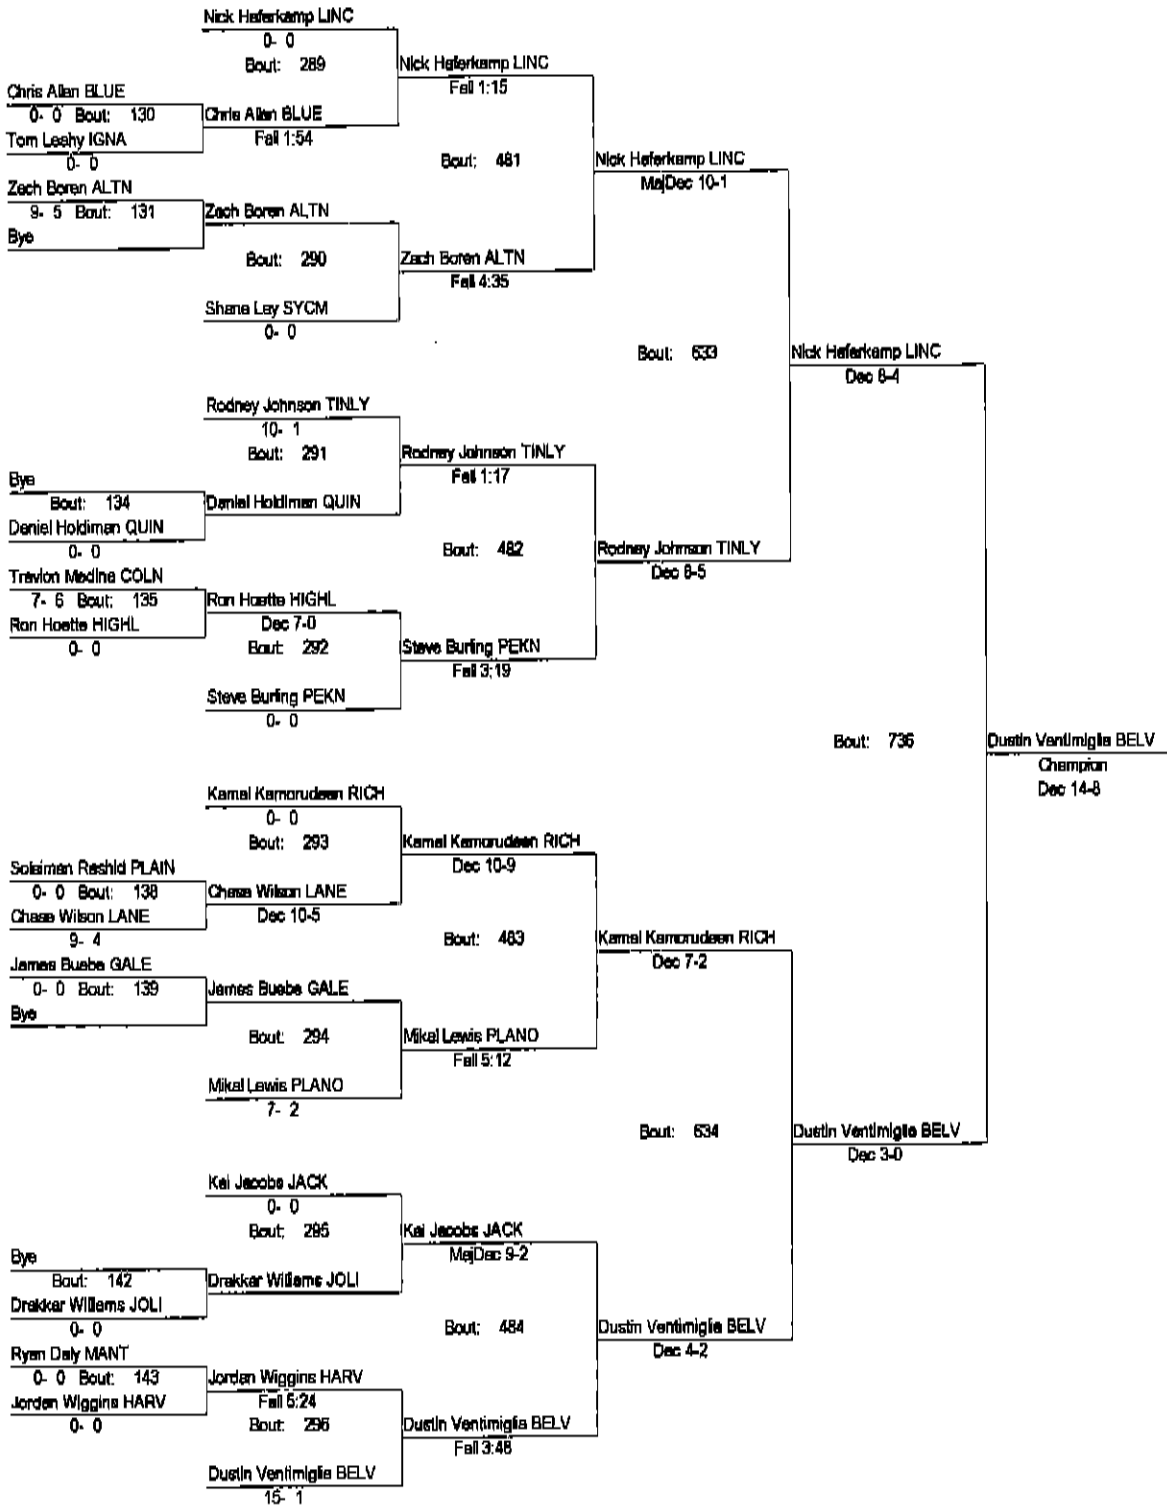 Nick Haferkamp LINC
0- 0
Bout: 289
Nick Haferkamp LINC
Fall 1:15
Chris Allen BLUE
0- 0 Bout: 130
Chris Allen BLUE
Fall 1:54
Tom Leahy IGNA
0- 0
Bout: 481
Nick Haferkamp LINC
MajDec 10-1
Zach Boren ALTN
9- 5 Bout: 131
Zach Boren ALTN
Bye
Bout: 290
Zach Boren ALTN
Fall 4:35
Shane Lay SYCM
0- 0
Bout: 633
Nick Haferkamp LINC
Dec 8-4
Rodney Johnson TINLY
10- 1
Bout: 291
Rodney Johnson TINLY
Fall 1:17
Bye
Bout: 134
Daniel Holdiman QUIN
Daniel Holdiman QUIN
0- 0
Bout: 482
Rodney Johnson TINLY
Dec 8-5
Travion Medina COLN
7- 6 Bout: 135
Ron Hoette HIGHL
Dec 7-0
Ron Hoette HIGHL
0- 0
Bout: 292
Steve Burling PEKN
Fall 3:19
Steve Burling PEKN
0- 0
Bout: 736
Dustin Ventimiglia BELV
Champion
Dec 14-8
Kamal Kamorudeen RICH
0- 0
Bout: 293
Kamal Kamorudeen RICH
Dec 10-9
Solaiman Rashid PLAIN
0- 0 Bout: 138
Chase Wilson LANE
Dec 10-5
Chase Wilson LANE
9- 4
Bout: 483
Kamal Kamorudeen RICH
Dec 7-2
James Bueba GALE
0- 0 Bout: 139
James Bueba GALE
Bye
Bout: 294
Mikal Lewis PLANO
Fall 5:12
Mikal Lewis PLANO
7- 2
Bout: 634
Dustin Ventimiglia BELV
Dec 3-0
Kai Jacobs JACK
0- 0
Bout: 295
Kai Jacobs JACK
MajDec 9-2
Bye
Bout: 142
Drakkar Williams JOLI
Drakkar Williams JOLI
0- 0
Bout: 484
Dustin Ventimiglia BELV
Dec 4-2
Ryan Daly MANT
0- 0 Bout: 143
Jordan Wiggins HARV
Fall 5:24
Jordan Wiggins HARV
0- 0
Bout: 296
Dustin Ventimiglia BELV
Fall 3:48
Dustin Ventimiglia BELV
15- 1